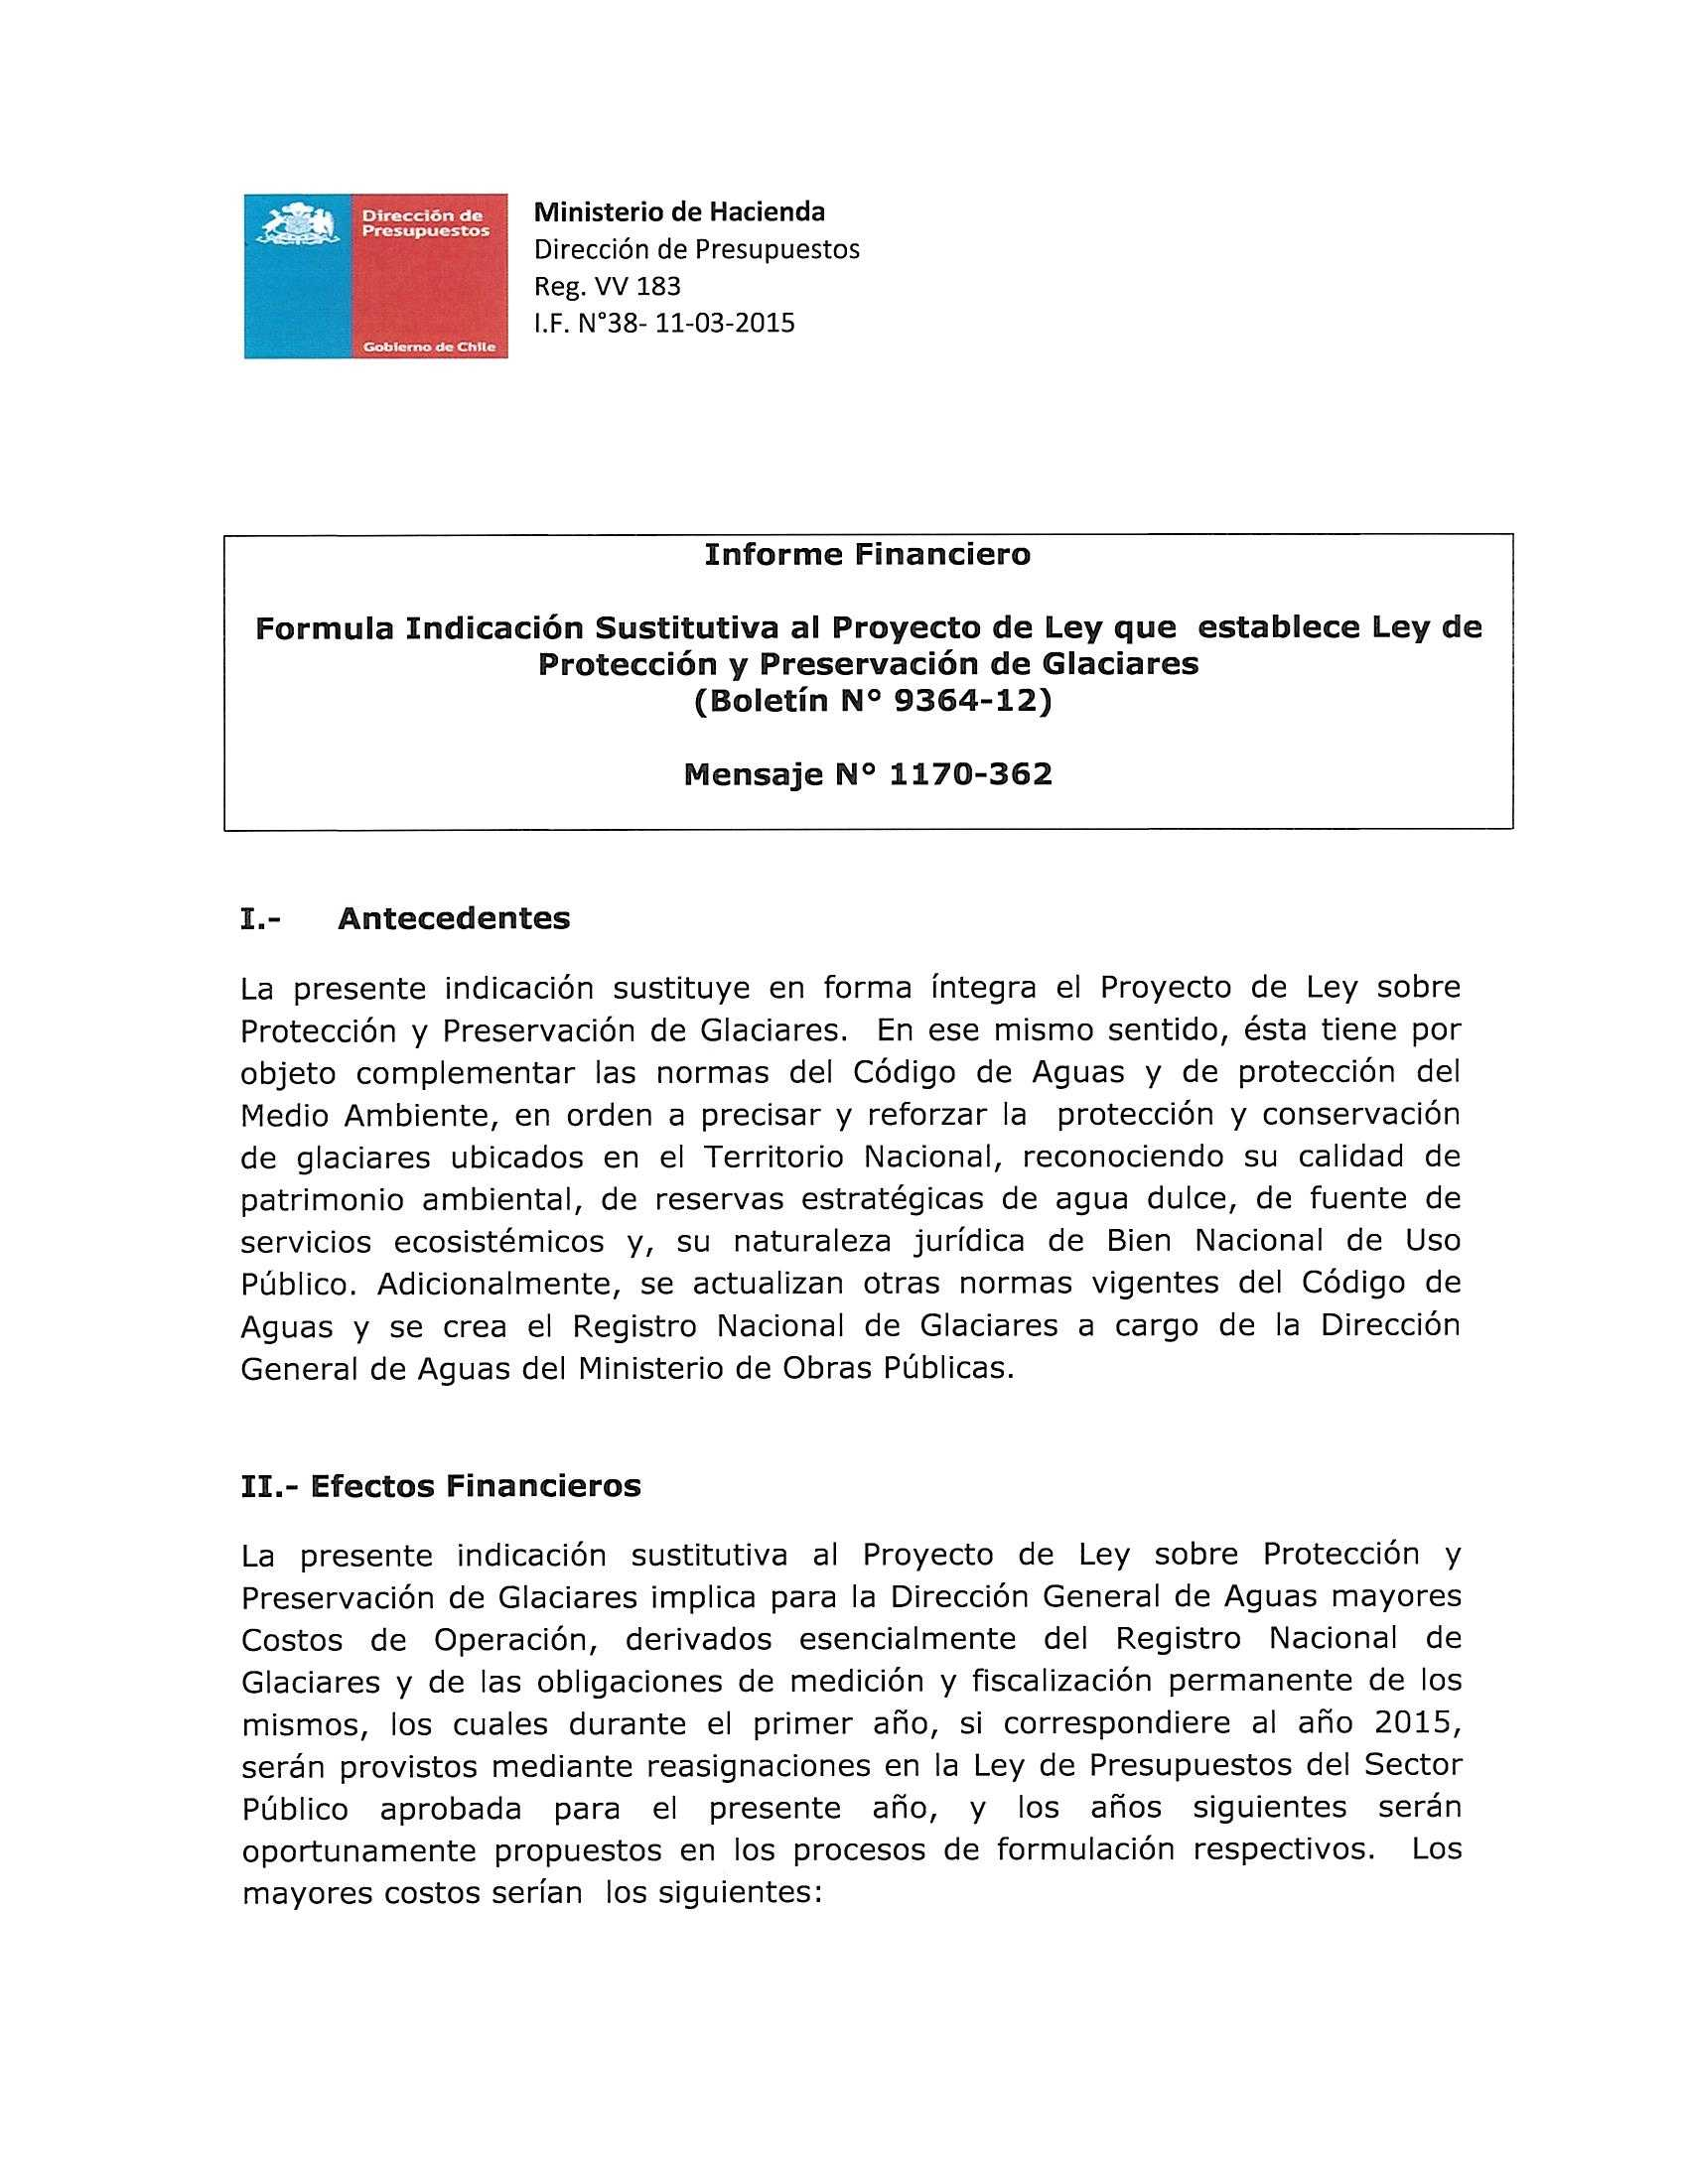 Dirección de
Presupuestos
Gobierno de Chile
Ministerio de Hacienda
Dirección de Presupuestos
Reg. VV 183
I.F. N°38- 11-03-2015
Informe Financiero
Formula Indicación Sustitutiva al Proyecto de Ley que establece Ley de
Protección y Preservación de Glaciares
(Boletín Nº 9364-12)
Mensaje Nº 1170-362
I.- Antecedentes
La presente indicación sustituye en forma íntegra el Proyecto de Ley sobre
Protección y Preservación de Glaciares. En ese mismo sentido, ésta tiene por
objeto complementar las normas del Código de Aguas y de protección del
Medio Ambiente, en orden a precisar y reforzar la protección y conservación
de glaciares ubicados en el Territorio Nacional, reconociendo su calidad de
patrimonio ambiental, de reservas estratégicas de agua dulce, de fuente de
servicios ecosistémicos y, su naturaleza jurídica de Bien Nacional de Uso
Público. Adicionalmente, se actualizan otras normas vigentes del Código de
Aguas y se crea el Registro Nacional de Glaciares a cargo de la Dirección
General de Aguas del Ministerio de Obras Públicas.
II.- Efectos Financieros
La presente indicación sustitutiva al Proyecto de Ley sobre Protección y
Preservación de Glaciares implica para la Dirección General de Aguas mayores
Costos de Operación, derivados esencialmente del Registro Nacional de
Glaciares y de las obligaciones de medición y fiscalización permanente de los
mismos, los cuales durante el primer año, si correspondiere al año 2015,
serán provistos mediante reasignaciones en la Ley de Presupuestos del Sector
Público aprobada para el presente año, y los años siguientes serán
oportunamente propuestos en los procesos de formulación respectivos. Los
mayores costos serían los siguientes: